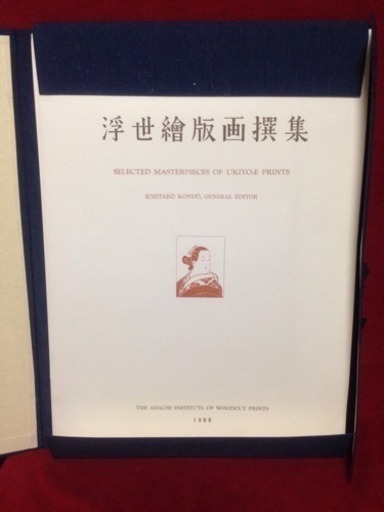 浮世繪版画撰集
SELECTED MASTERPIECES OF UKIYO-E PRINTS
ICHITARŌ KONDŌ, GENERAL EDITOR
THE ADACHI INSTITUTE OF WOODCUT PRINTS
1955